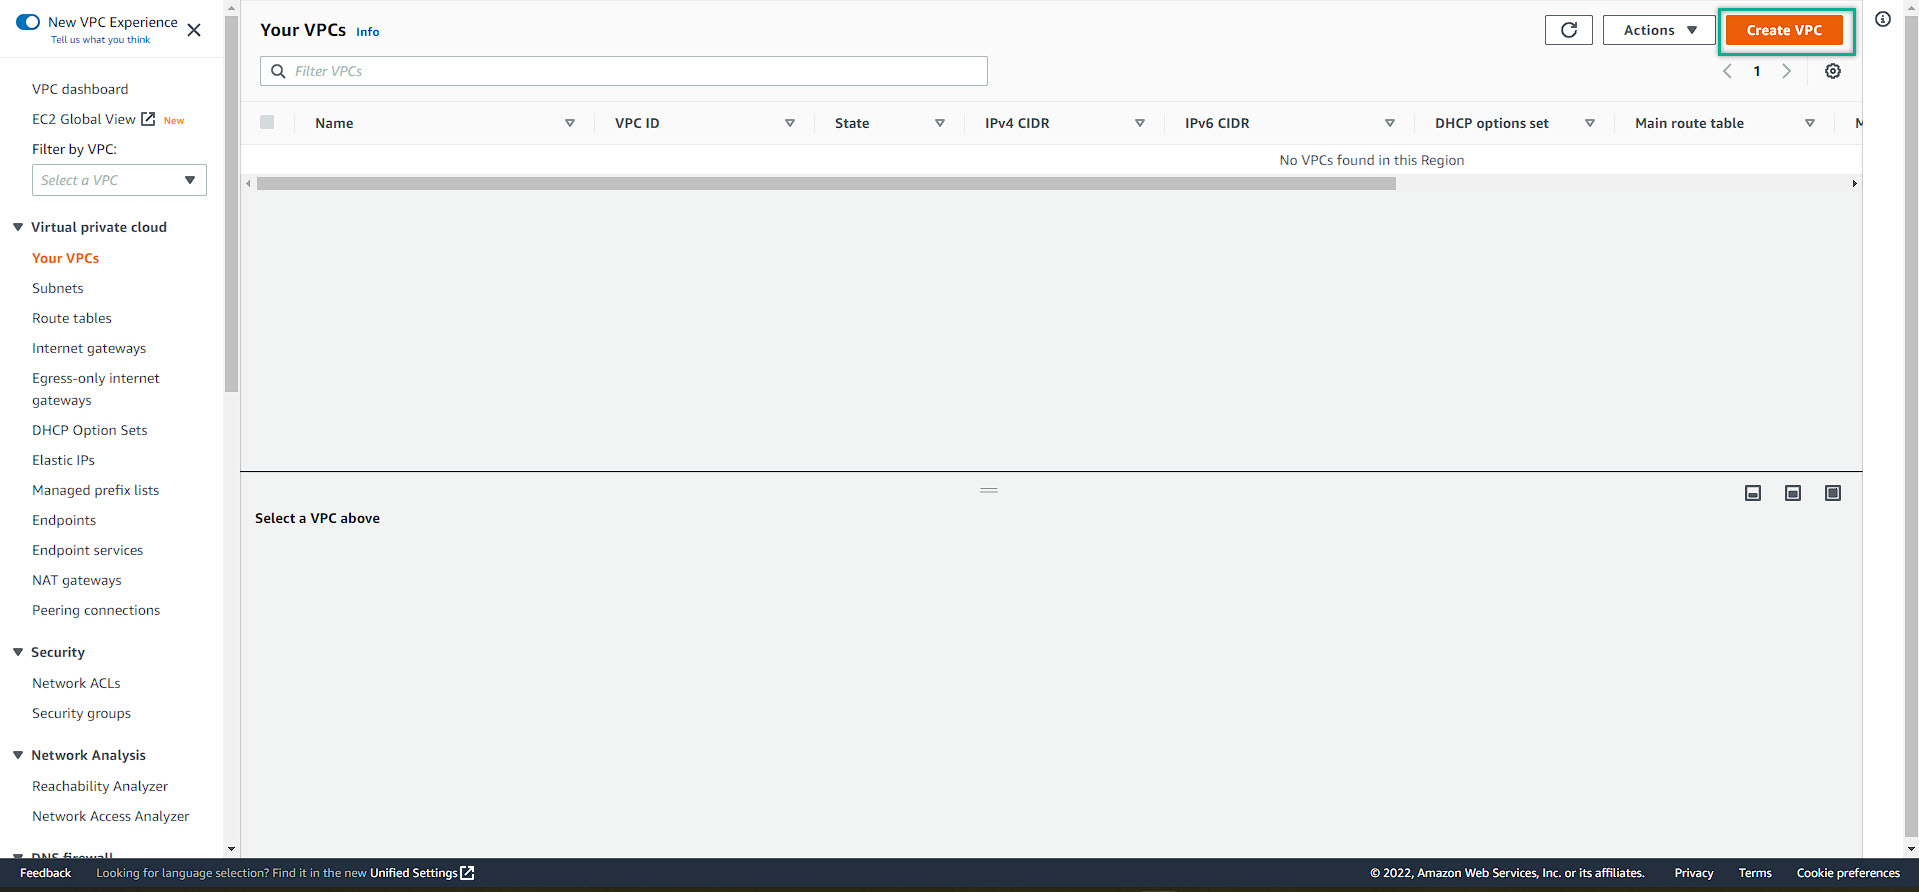 New VPC Experience
Tell us what you think
VPC dashboard
EC2 Global View New
Filter by VPC:
Select a VPC
Virtual private cloud
Your VPCs
Subnets
Route tables
Internet gateways
Egress-only internet
gateways
DHCP Option Sets
Elastic IPs
Managed prefix lists
Endpoints
Endpoint services
NAT gateways
Peering connections
Security
Network ACLs
Security groups
Network Analysis
Reachability Analyzer
Network Access Analyzer
DNS firewall
Your VPCs Info
Actions
Create VPC
Filter VPCs
1
Name VPC ID State IPv4 CIDR IPv6 CIDR DHCP options set Main route table M
No VPCs found in this Region
Select a VPC above
Feedback Looking for language selection? Find it in the new Unified Settings © 2022, Amazon Web Services, Inc. or its affiliates. Privacy Terms Cookie preferences